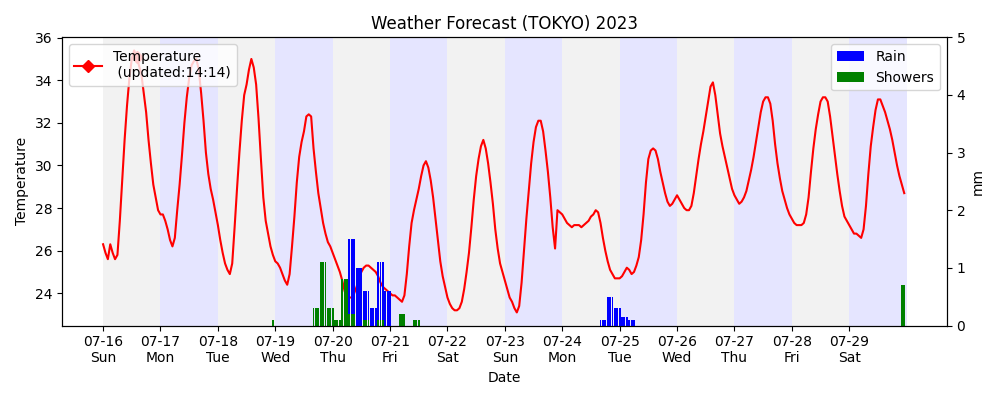 Weather Forecast (TOKYO) 2023
Temperature
(updated:14:14)
Rain
Showers
36
34
32
30
28
26
24
Temperature
5
4
3
2
1
0
mm
07-16 07-17 07-18 07-19 07-20 07-21 07-22 07-23 07-24 07-25 07-26 07-27 07-28 07-29
Sun Mon Tue Wed Thu Fri Sat Sun Mon Tue Wed Thu Fri Sat
Date